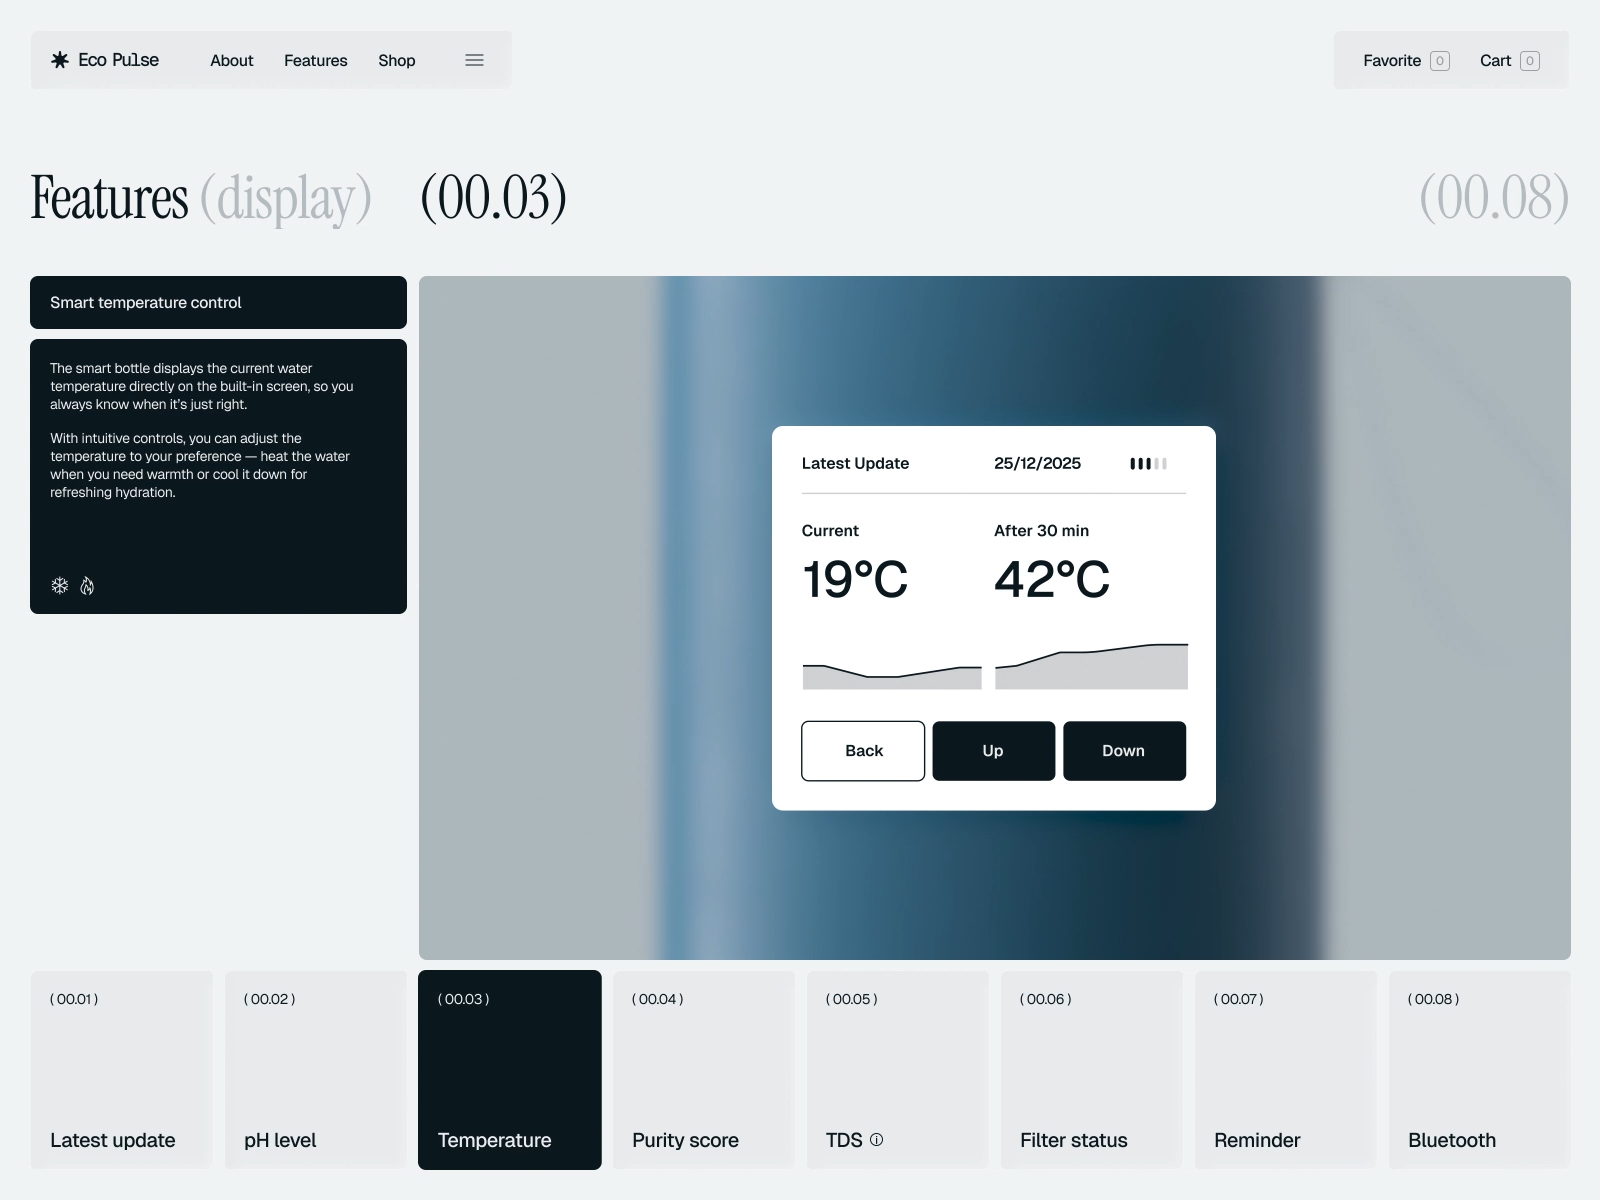 Eco Pulse
About
Features
Shop
Favorite 0
Cart 0
Features (display)
(00.03)
(00.08)
Smart temperature control
The smart bottle displays the current water
temperature directly on the built-in screen, so you
always know when it's just right.
With intuitive controls, you can adjust the
temperature to your preference — heat the water
when you need warmth or cool it down for
refreshing hydration.
Latest Update
25/12/2025
Current
After 30 min
19°C
42°C
Back
Up
Down
( 00.01 )
Latest update
( 00.02 )
pH level
( 00.03 )
Temperature
( 00.04 )
Purity score
( 00.05 )
TDS
( 00.06 )
Filter status
( 00.07 )
Reminder
( 00.08 )
Bluetooth